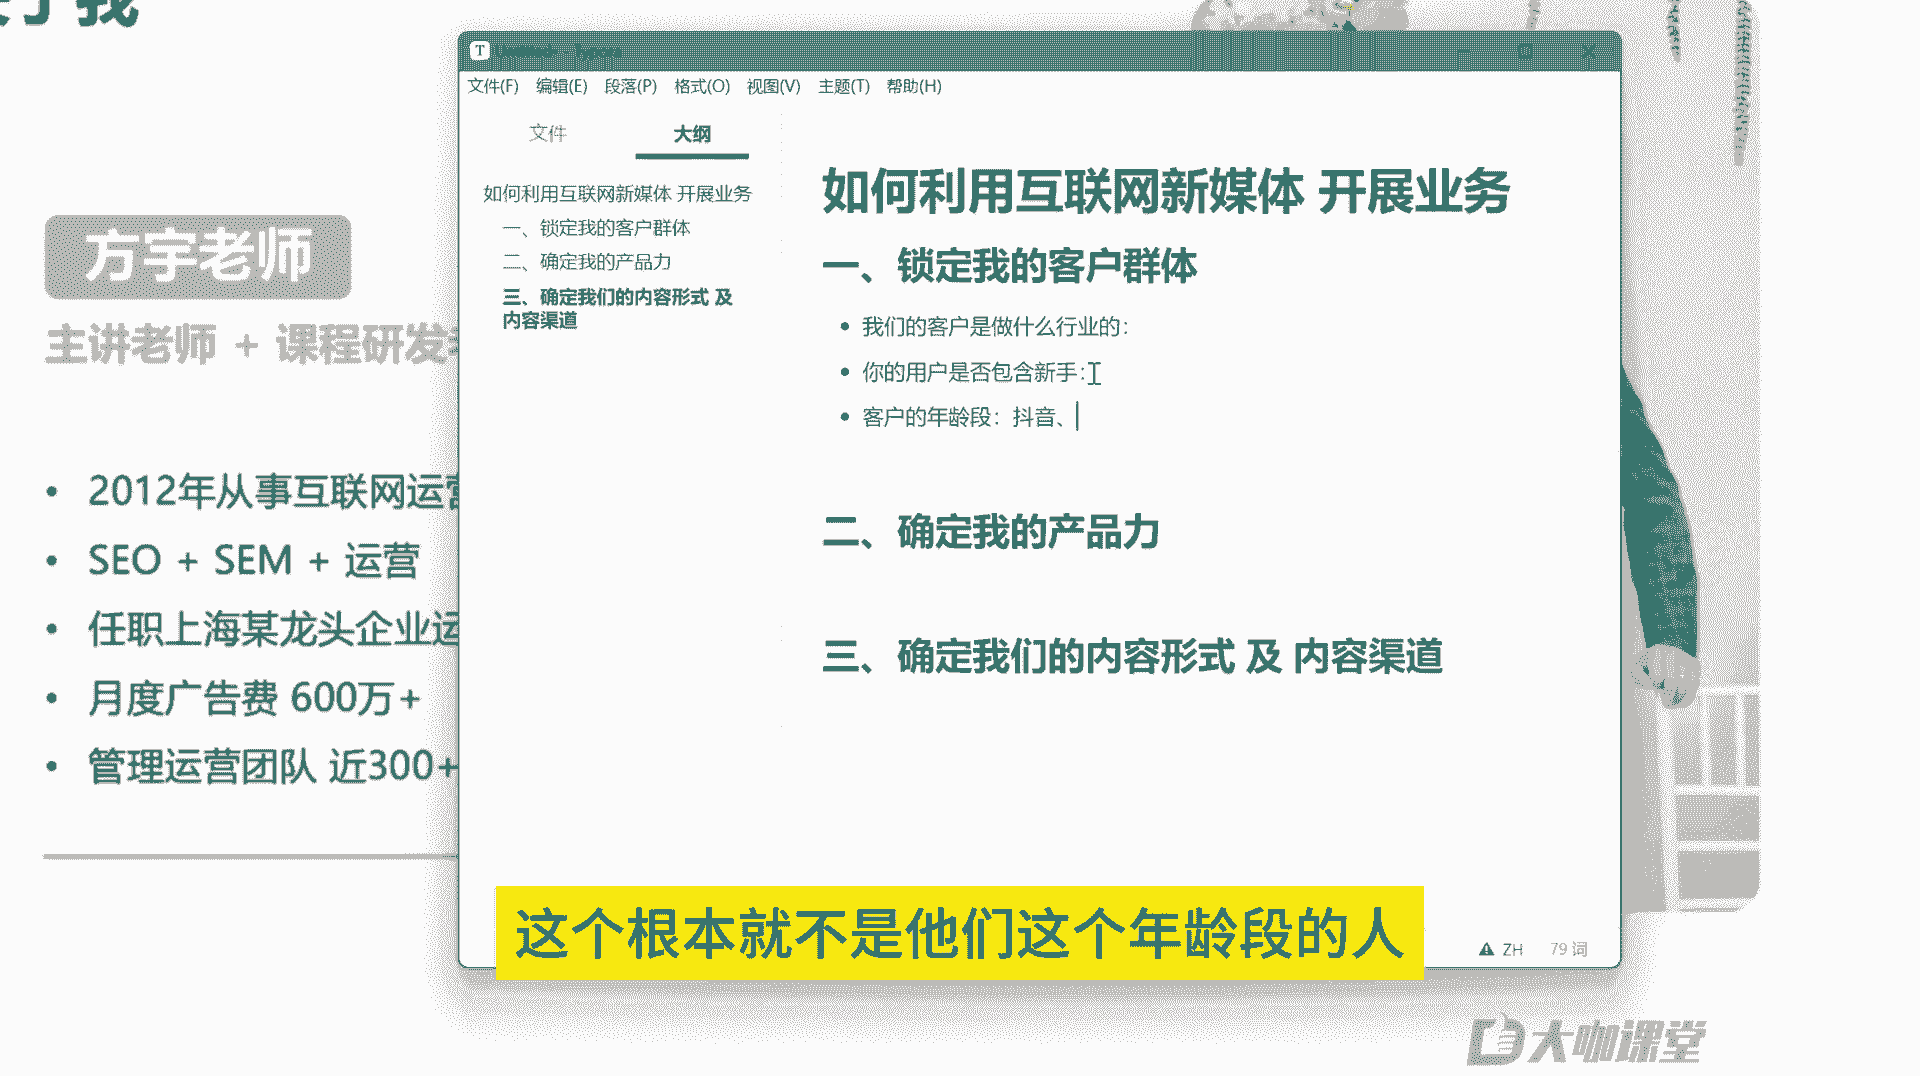 我
方宇老师
主讲老师 + 课程研发
2012年从事互联网运营
SEO + SEM + 运营
任职上海某龙头企业运
月度广告费 600万+
管理运营团队 近300+
文件(F) 编辑(E) 段落(P) 格式(O) 视图(V) 主题(T) 帮助(H)
文件 大纲
如何利用互联网新媒体 开展业务
一、锁定我的客户群体
二、确定我的产品力
三、确定我们的内容形式 及
内容渠道
如何利用互联网新媒体 开展业务
一、锁定我的客户群体
我们的客户是做什么行业的：
你的用户是否包含新手：
客户的年龄段：抖音、
二、确定我的产品力
三、确定我们的内容形式 及 内容渠道
这个根本就不是他们这个年龄段的人
ZH 79 词
大咖课堂